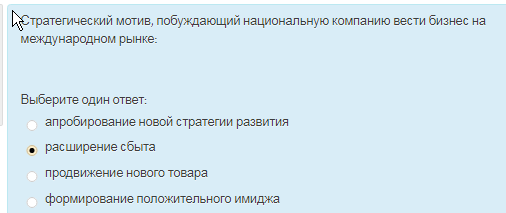 Стратегический мотив, побуждающий национальную компанию вести бизнес на
международном рынке:
Выберите один ответ:
апробирование новой стратегии развития
расширение сбыта
продвижение нового товара
формирование положительного имиджа